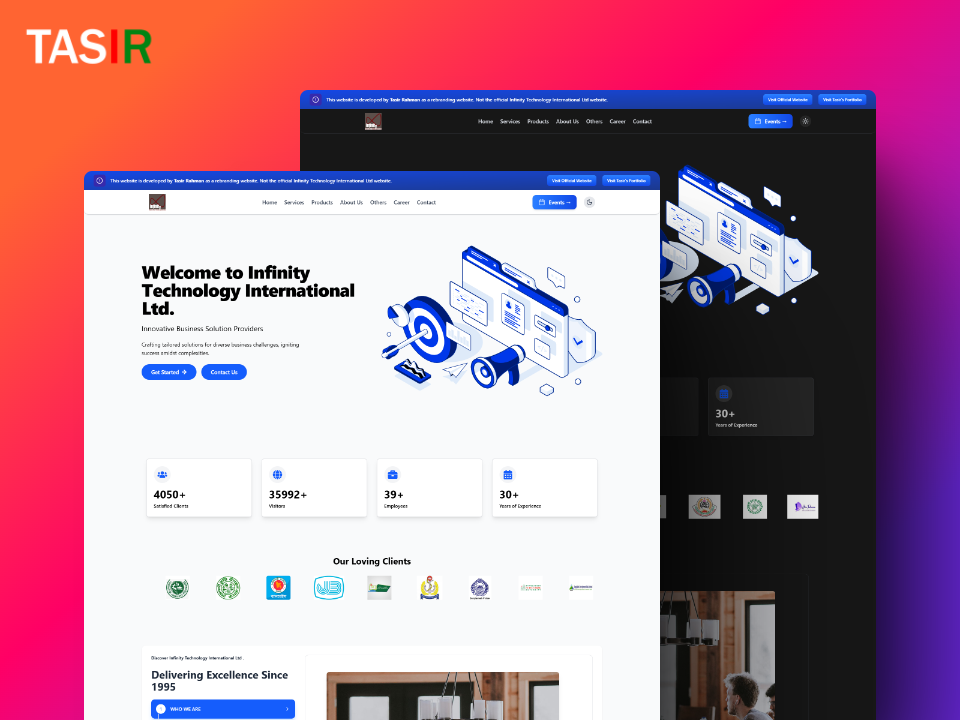 TASIR
This website is developed by Tasir Rahman as a rebranding website. Not the official Infinity Technology International Ltd website.
Visit Official Website
Visit Tasir's Portfolio
Home
Services
Products
About Us
Others
Career
Contact
Events →
30+
Years of Experience
This website is developed by Tasir Rahman as a rebranding website. Not the official Infinity Technology International Ltd website.
Visit Official Website
Visit Tasir's Portfolio
Home
Services
Products
About Us
Others
Career
Contact
Events →
Welcome to Infinity
Technology International
Ltd.
Innovative Business Solution Providers
Crafting tailored solutions for diverse business challenges, igniting
success amidst complexities.
Get Started →
Contact Us
4050+
Satisfied Clients
35992+
Visitors
39+
Employees
30+
Years of Experience
Our Loving Clients
Discover Infinity Technology International Ltd...
Delivering Excellence Since
1995
WHO WE ARE